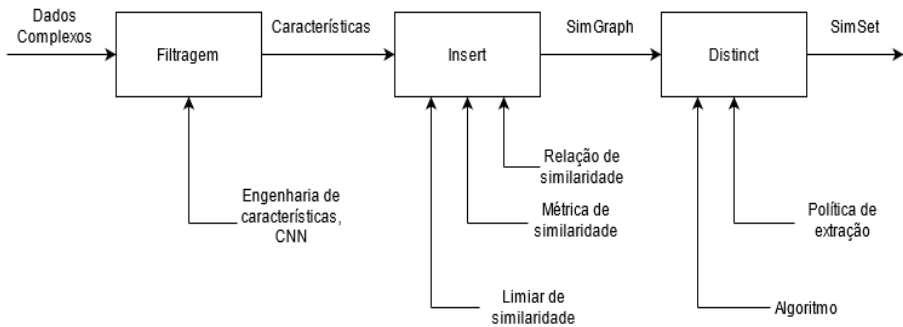 Dados
Complexos
Filtragem
Características
Insert
SimGraph
Distinct
SimSet
Engenharia de
características,
CNN
Relação de
similaridade
Métrica de
similaridade
Limiar de
similaridade
Política de
extração
Algoritmo